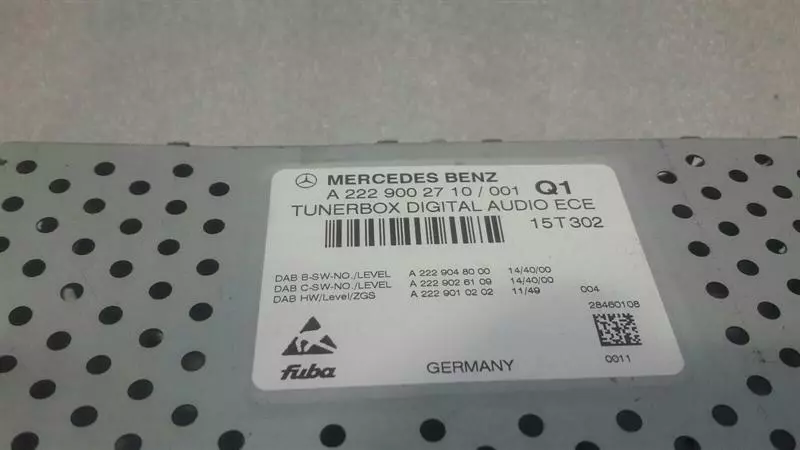 MERCEDES BENZ
A 222 900 27 10 / 001 Q1
TUNERBOX DIGITAL AUDIO ECE
15T302
DAB B-SW-NO./LEVEL A 222 904 80 00 14/40/00
DAB C-SW-NO./LEVEL A 222 902 61 09 14/40/00
DAB HW/Level/ZGS A 222 901 02 02 11/49 004
28460108
0011
fuba
GERMANY